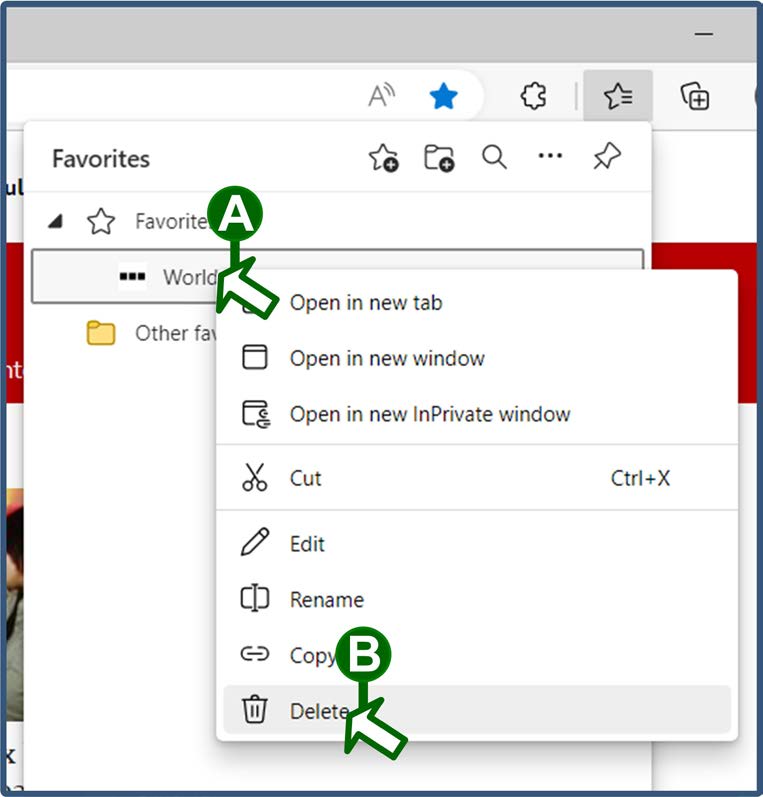 A
Favorites
Favorite
A
World
Open in new tab
Other fav
Open in new window
Open in new InPrivate window
Cut Ctrl+X
Edit
Rename
Copy
B
Delete